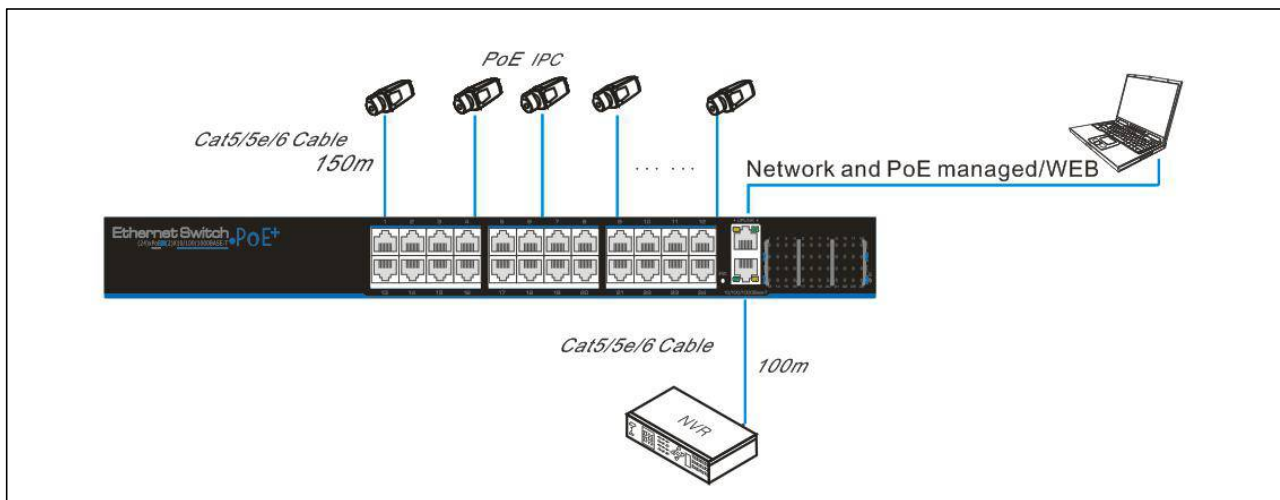 PoE IPC
Cat5/5e/6 Cable
150m
... ...
Network and PoE managed/WEB
Ethernet Switch
PoE+
1 2 3 4 5 6 7 8 9 10 11 12
13 14 15 16 17 18 19 20 21 22 23 24
Cat5/5e/6 Cable
100m
NVR